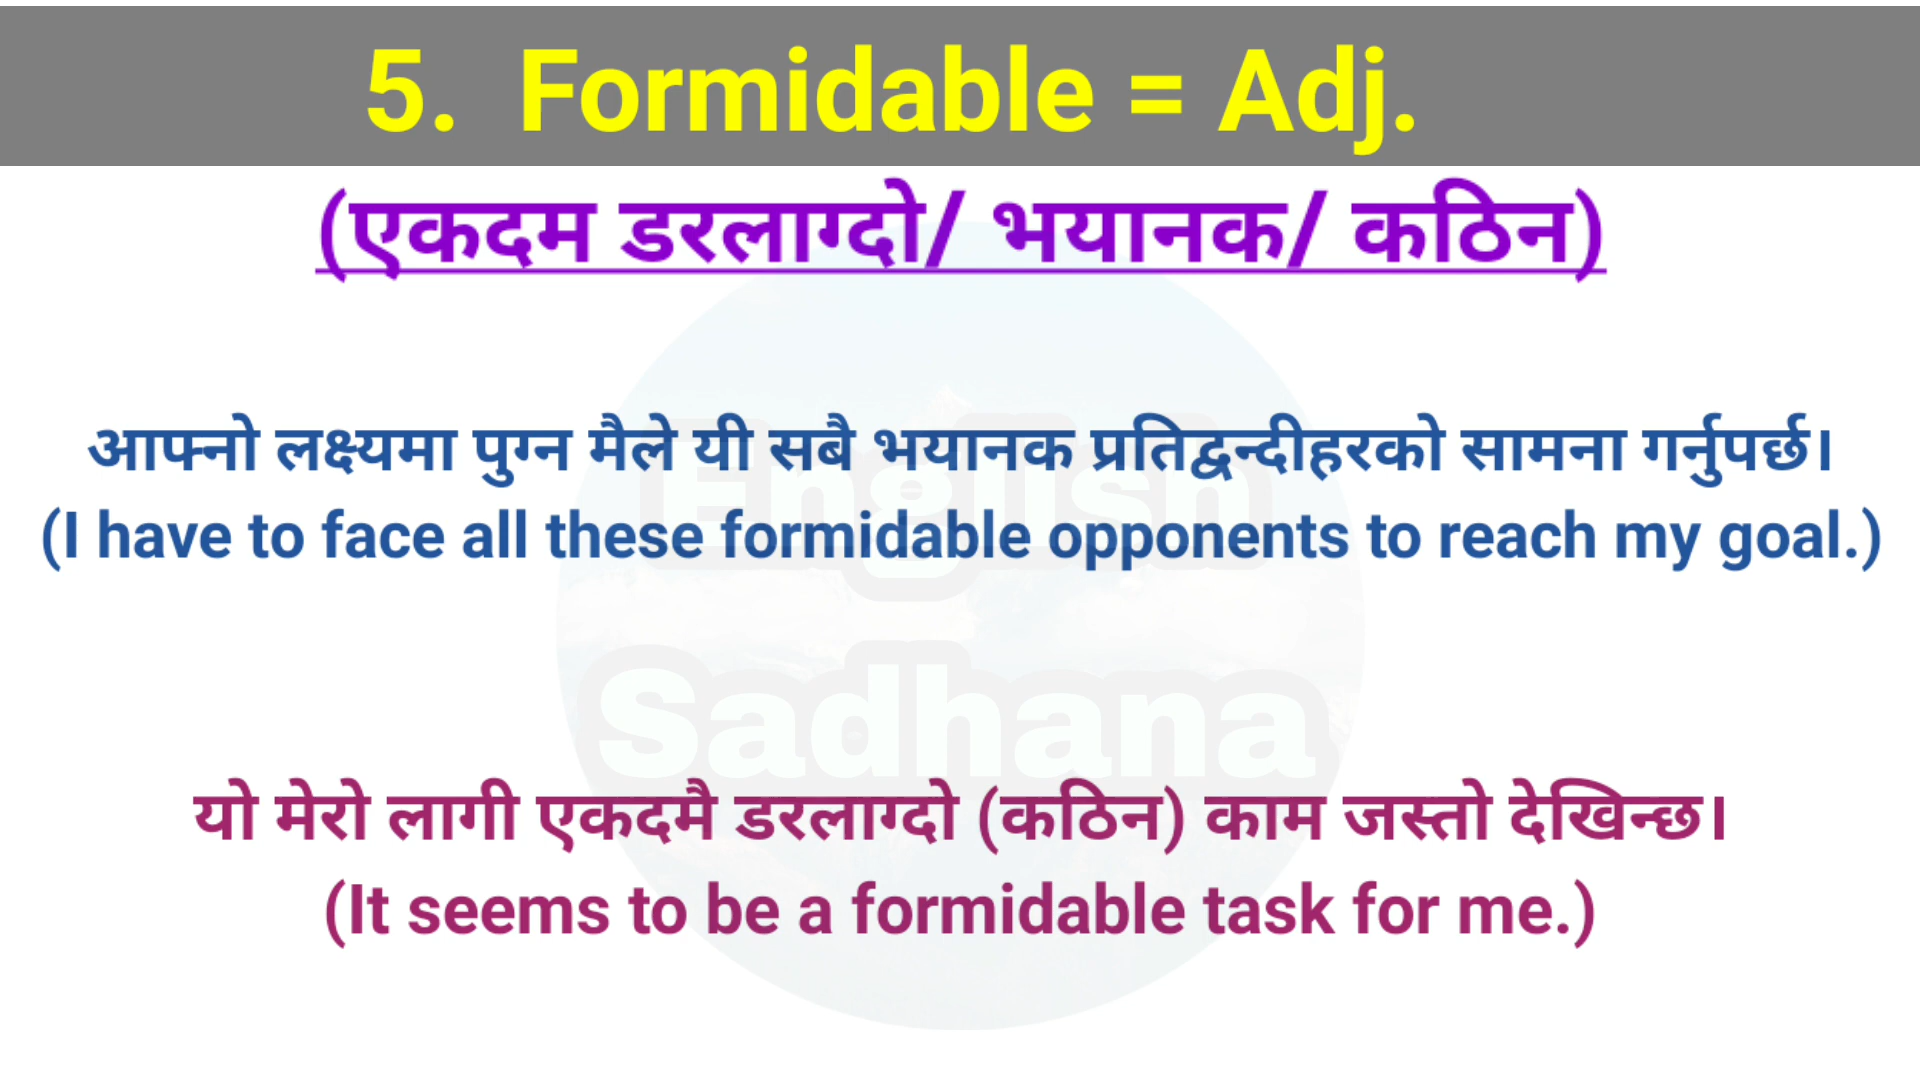 5. Formidable = Adj.
(एकदम डरलाग्दो/ भयानक/ कठिन)
आफ्नो लक्ष्यमा पुग्न मैले यी सबै भयानक प्रतिद्वन्दीहरको सामना गर्नुपर्छ।
(I have to face all these formidable opponents to reach my goal.)
English
Sadhana
यो मेरो लागी एकदमै डरलाग्दो (कठिन) काम जस्तो देखिन्छ।
(It seems to be a formidable task for me.)